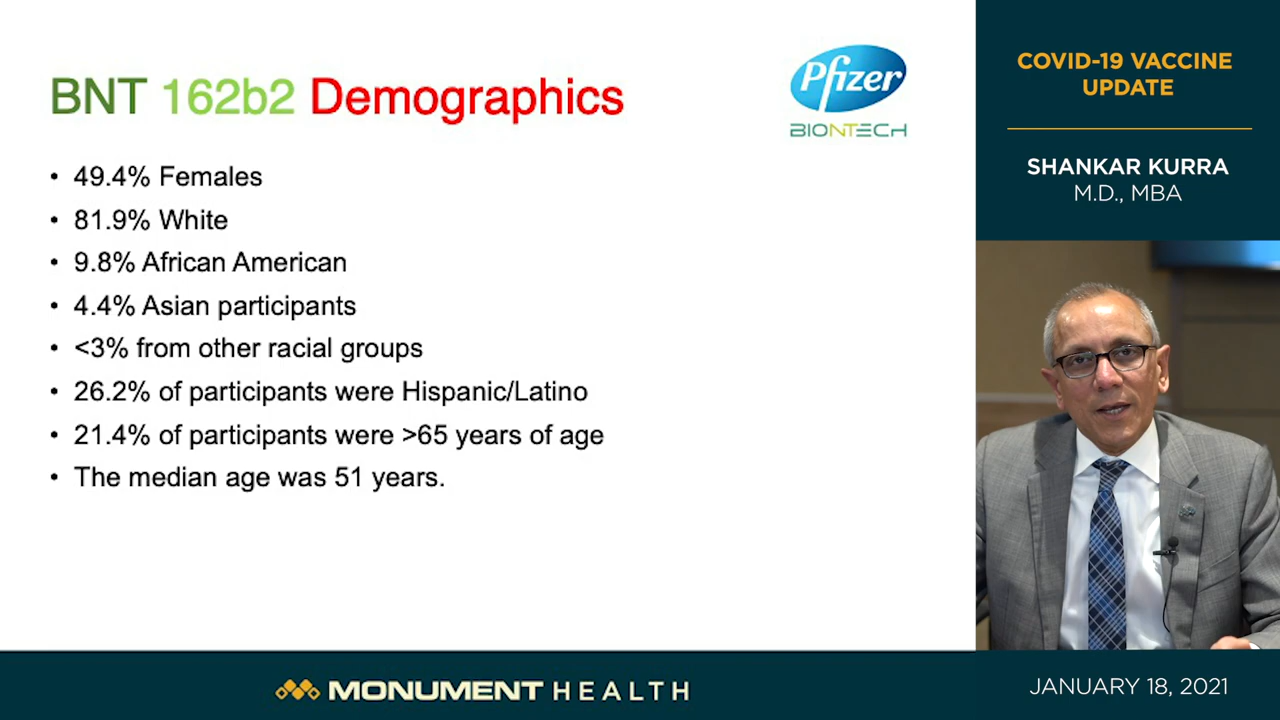 BNT 162b2 Demographics
Pfizer
BIONTECH
• 49.4% Females
• 81.9% White
• 9.8% African American
• 4.4% Asian participants
• <3% from other racial groups
• 26.2% of participants were Hispanic/Latino
• 21.4% of participants were >65 years of age
• The median age was 51 years.
COVID-19 VACCINE
UPDATE
SHANKAR KURRA
M.D., MBA
MONUMENT HEALTH
JANUARY 18, 2021